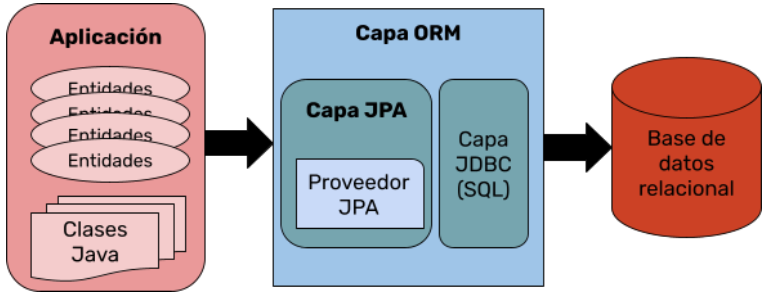 Aplicación
Entidades
Entidades
Entidades
Entidades
Clases
Java
Capa ORM
Capa JPA
Proveedor
JPA
Capa
JDBC
(SQL)
Base de
datos
relacional